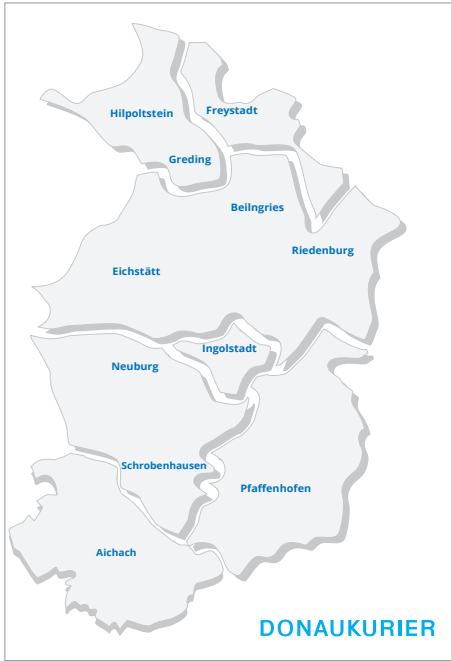 Hilpoltstein
Freystadt
Greding
Beilngries
Riedenburg
Eichstätt
Ingolstadt
Neuburg
Schrobenhausen
Pfaffenhofen
Aichach
DONAUKURIER